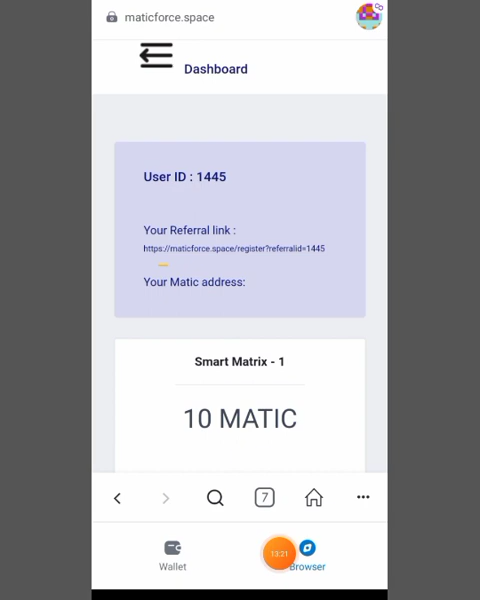 maticforce.space
Dashboard
User ID : 1445
Your Referral link :
https://maticforce.space/register?referralid=1445
Your Matic address:
Smart Matrix - 1
10 MATIC
7
13:21
Wallet
Browser